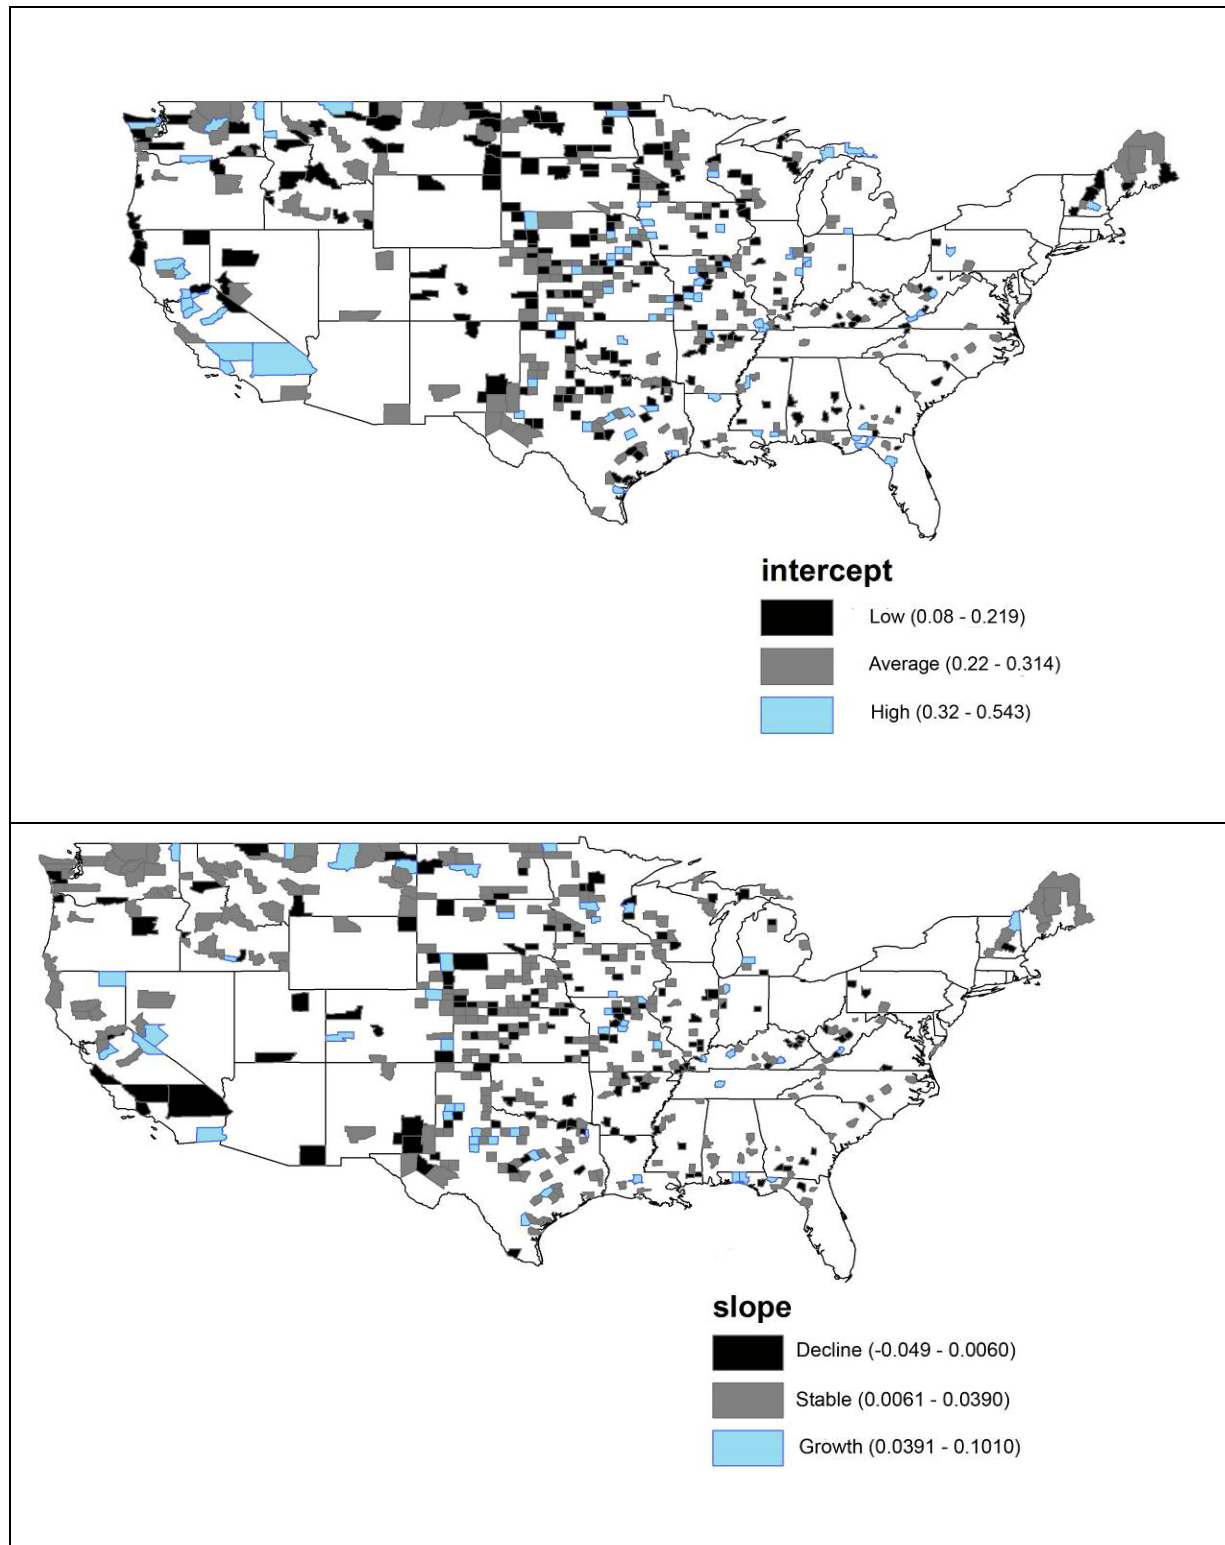 intercept
Low (0.08 - 0.219)
Average (0.22 - 0.314)
High (0.32 - 0.543)
slope
Decline (-0.049 - 0.0060)
Stable (0.0061 - 0.0390)
Growth (0.0391 - 0.1010)